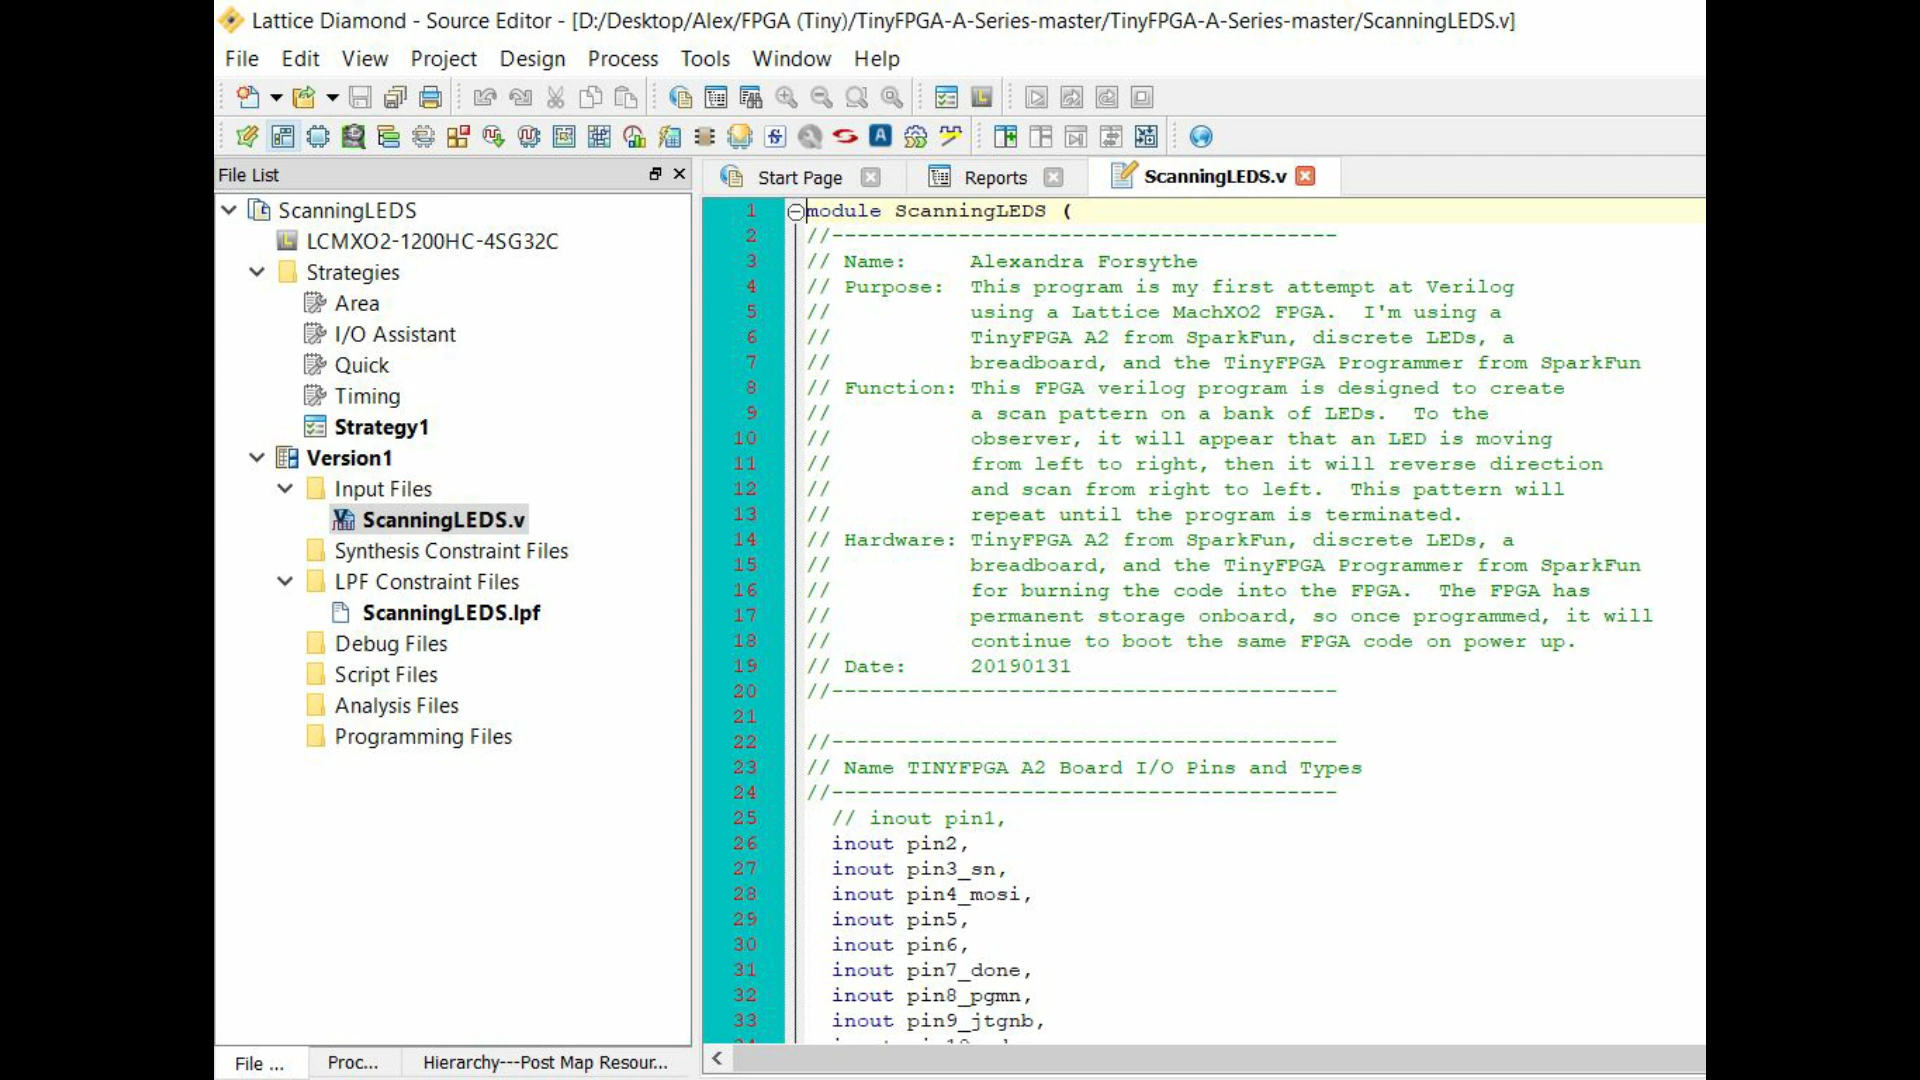 Lattice Diamond - Source Editor - [D:/Desktop/Alex/FPGA (Tiny)/TinyFPGA-A-Series-master/TinyFPGA-A-Series-master/ScanningLEDS.v]
File Edit View Project Design Process Tools Window Help
File List
Start Page
Reports
ScanningLEDS.v
ScanningLEDS
LCMXO2-1200HC-4SG32C
Strategies
Area
I/O Assistant
Quick
Timing
Strategy1
Version1
Input Files
ScanningLEDS.v
Synthesis Constraint Files
LPF Constraint Files
ScanningLEDS.lpf
Debug Files
Script Files
Analysis Files
Programming Files
File ...
Proc...
Hierarchy---Post Map Resour...
1 module ScanningLEDS (
2 //----------------------------------------
3 // Name:     Alexandra Forsythe
4 // Purpose:  This program is my first attempt at Verilog
5 //           using a Lattice MachXO2 FPGA.  I'm using a
6 //           TinyFPGA A2 from SparkFun, discrete LEDs, a
7 //           breadboard, and the TinyFPGA Programmer from SparkFun
8 // Function: This FPGA verilog program is designed to create
9 //           a scan pattern on a bank of LEDs.  To the
10 //           observer, it will appear that an LED is moving
11 //           from left to right, then it will reverse direction
12 //           and scan from right to left.  This pattern will
13 //           repeat until the program is terminated.
14 // Hardware: TinyFPGA A2 from SparkFun, discrete LEDs, a
15 //           breadboard, and the TinyFPGA Programmer from SparkFun
16 //           for burning the code into the FPGA.  The FPGA has
17 //           permanent storage onboard, so once programmed, it will
18 //           continue to boot the same FPGA code on power up.
19 // Date:     20190131
20 //----------------------------------------
21
22 //----------------------------------------
23 // Name TINYFPGA A2 Board I/O Pins and Types
24 //----------------------------------------
25   // inout pin1,
26   inout pin2,
27   inout pin3_sn,
28   inout pin4_mosi,
29   inout pin5,
30   inout pin6,
31   inout pin7_done,
32   inout pin8_pgmn,
33   inout pin9_jtgnb,